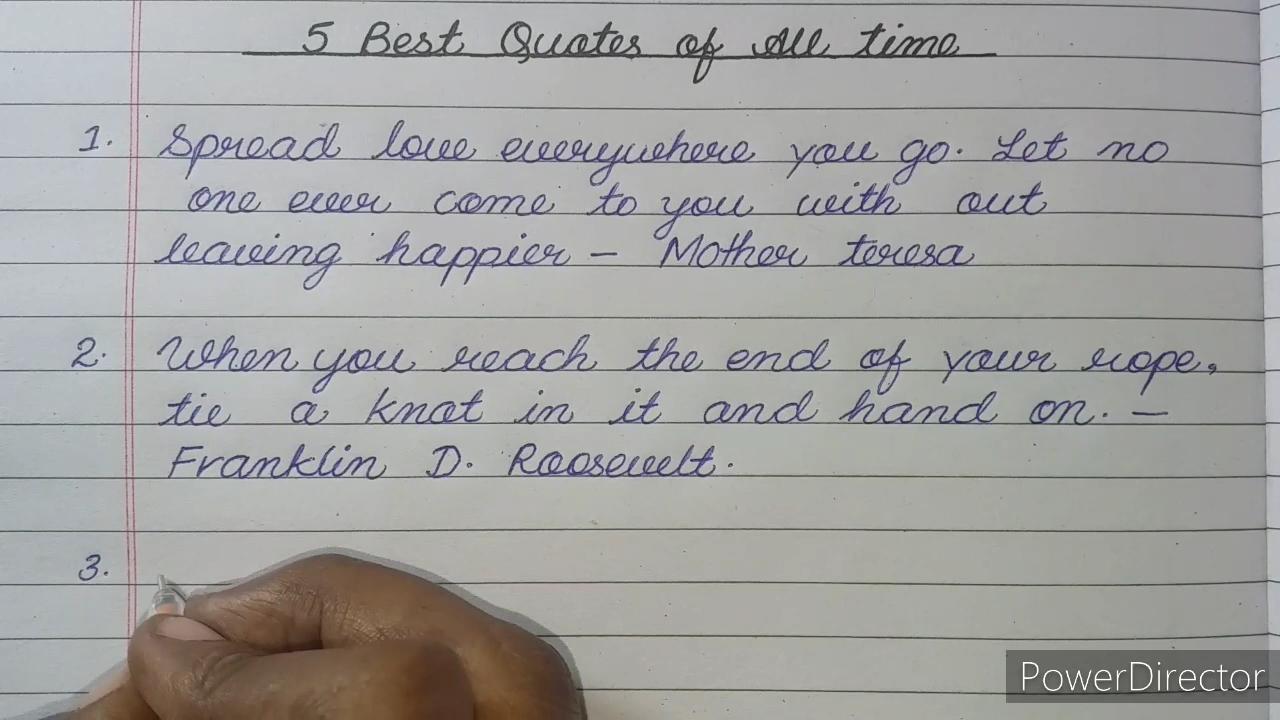 5 Best Quotes of All time
1. Spread love everywhere you go. Let no
one ever come to you with out
leaving happier - Mother teresa
2. When you reach the end of your rope,
tie a knot in it and hand on. -
Franklin D. Roosevelt.
3.
PowerDirector